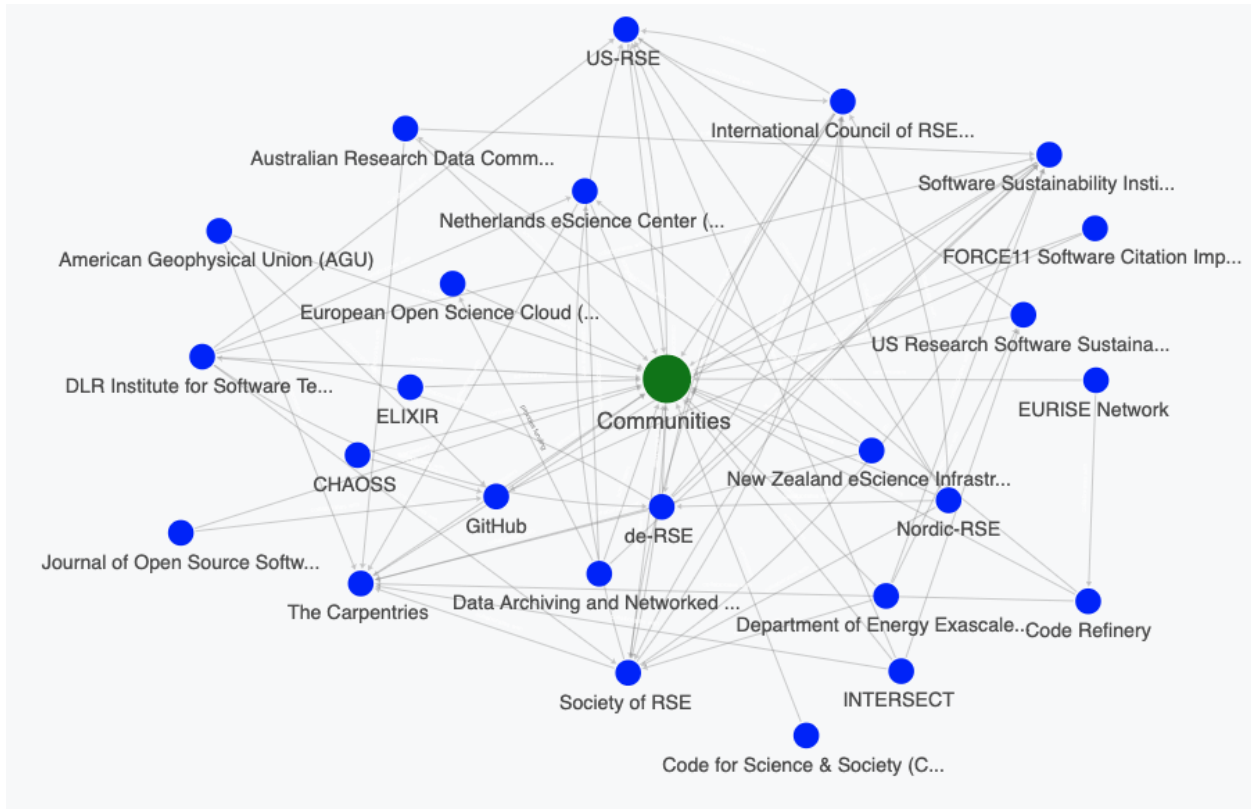 US-RSE
International Council of RSE...
Australian Research Data Comm...
Software Sustainability Insti...
Netherlands eScience Center (...
American Geophysical Union (AGU)
FORCE11 Software Citation Imp...
European Open Science Cloud (...
US Research Software Sustaina...
DLR Institute for Software Te...
ELIXIR
Communities
EURISE Network
provides funding
CHAOSS
New Zealand eScience Infrastr...
GitHub
de-RSE
Nordic-RSE
Journal of Open Source Softw...
The Carpentries
Data Archiving and Networked ...
Department of Energy Exascale...
Code Refinery
Society of RSE
INTERSECT
Code for Science & Society (C...